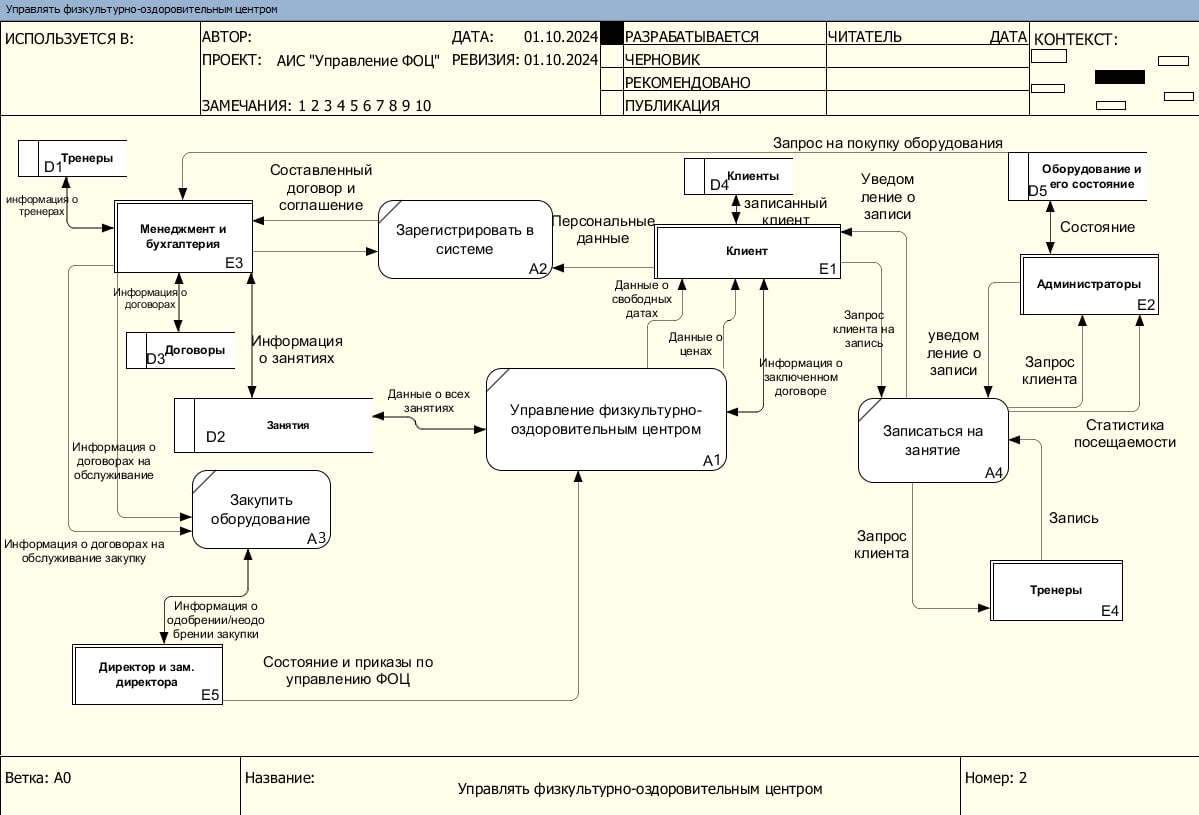 Управлять физкультурно-оздоровительным центром
ИСПОЛЬЗУЕТСЯ В:
АВТОР:
ДАТА: 01.10.2024
ПРОЕКТ: АИС "Управление ФОЦ"
РЕВИЗИЯ: 01.10.2024
ЗАМЕЧАНИЯ: 1 2 3 4 5 6 7 8 9 10
РАЗРАБАТЫВАЕТСЯ
ЧЕРНОВИК
РЕКОМЕНДОВАНО
ПУБЛИКАЦИЯ
ЧИТАТЕЛЬ
ДАТА
КОНТЕКСТ:
Запрос на покупку оборудования
Тренеры
D1
информация о
тренерах
Составленный
договор и
соглашение
Клиенты
D4
записанный
клиент
Уведом
ление о
записи
Оборудование и
его состояние
D5
Состояние
Менеджмент и
бухгалтерия
E3
Зарегистрировать в
системе
A2
Персональные
данные
Клиент
E1
Администраторы
E2
Информация о
договорах
Договоры
D3
Информация
о занятиях
Данные о
свободных
датах
Данные о
ценах
Информация о
заключенном
договоре
Запрос
клиента на
запись
уведом
ление о
записи
Запрос
клиента
Статистика
посещаемости
Занятия
D2
Данные о всех
занятиях
Управление физкультурно-
оздоровительным центром
A1
Записаться на
занятие
A4
Информация о
договорах на
обслуживание
Закупить
оборудование
A3
Информация о договорах на
обслуживание закупку
Запрос
клиента
Запись
Тренеры
E4
Информация о
одобрении/неодо
брении закупки
Директор и зам.
директора
E5
Состояние и приказы по
управлению ФОЦ
Ветка: A0
Название:
Управлять физкультурно-оздоровительным центром
Номер: 2